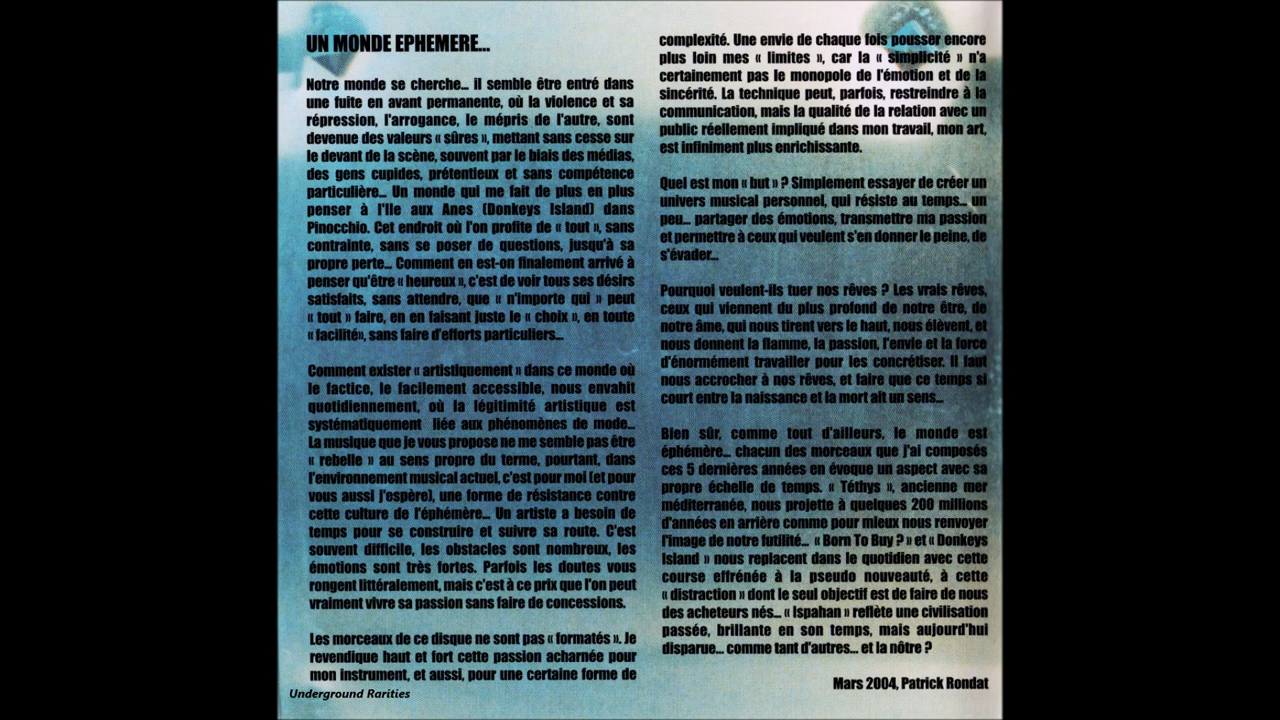 UN MONDE EPHEMERE...
Notre monde se cherche... il semble être entré dans
une fuite en avant permanente, où la violence et sa
répression, l'arrogance, le mépris de l'autre, sont
devenue des valeurs « sûres », mettant sans cesse sur
le devant de la scène, souvent par le biais des médias,
des gens cupides, prétentieux et sans compétence
particulière... Un monde qui me fait de plus en plus
penser à l'Ile aux Anes (Donkeys Island) dans
Pinocchio. Cet endroit où l'on profite de « tout », sans
contrainte, sans se poser de questions, jusqu'à sa
propre perte... Comment en est-on finalement arrivé à
penser qu'être « heureux », c'est de voir tous ses désirs
satisfaits, sans attendre, que « n'importe qui » peut
« tout » faire, en en faisant juste le « choix », en toute
« facilité», sans faire d'efforts particuliers...
Comment exister « artistiquement » dans ce monde où
le factice, le facilement accessible, nous envahit
quotidiennement, où la légitimité artistique est
systématiquement liée aux phénomènes de mode...
La musique que je vous propose ne me semble pas être
« rebelle » au sens propre du terme, pourtant, dans
l'environnement musical actuel, c'est pour moi (et pour
vous aussi j'espère), une forme de résistance contre
cette culture de l'éphémère... Un artiste a besoin de
temps pour se construire et suivre sa route. C'est
souvent difficile, les obstacles sont nombreux, les
émotions sont très fortes. Parfois les doutes vous
rongent littéralement, mais c'est à ce prix que l'on peut
vraiment vivre sa passion sans faire de concessions.
Les morceaux de ce disque ne sont pas « formatés ». Je
revendique haut et fort cette passion acharnée pour
mon instrument, et aussi, pour une certaine forme de
complexité. Une envie de chaque fois pousser encore
plus loin mes « limites », car la « simplicité » n'a
certainement pas le monopole de l'émotion et de la
sincérité. La technique peut, parfois, restreindre à la
communication, mais la qualité de la relation avec un
public réellement impliqué dans mon travail, mon art,
est infiniment plus enrichissante.
Quel est mon « but » ? Simplement essayer de créer un
univers musical personnel, qui résiste au temps... un
peu... partager des émotions, transmettre ma passion
et permettre à ceux qui veulent s'en donner le peine, de
s'évader...
Pourquoi veulent-ils tuer nos rêves ? Les vrais rêves,
ceux qui viennent du plus profond de notre être, de
notre âme, qui nous tirent vers le haut, nous élèvent, et
nous donnent la flamme, la passion, l'envie et la force
d'énormément travailler pour les concrétiser. Il faut
nous accrocher à nos rêves, et faire que ce temps si
court entre la naissance et la mort ait un sens...
Bien sûr, comme tout d'ailleurs, le monde est
éphémère... chacun des morceaux que j'ai composés
ces 5 dernières années en évoque un aspect avec sa
propre échelle de temps. « Téthys », ancienne mer
méditerranée, nous projette à quelques 200 millions
d'années en arrière comme pour mieux nous renvoyer
l'image de notre futilité... « Born To Buy ? » et « Donkeys
Island » nous replacent dans le quotidien avec cette
course effrénée à la pseudo nouveauté, à cette
« distraction » dont le seul objectif est de faire de nous
des acheteurs nés... « Ispahan » reflète une civilisation
passée, brillante en son temps, mais aujourd'hui
disparue... comme tant d'autres... et la nôtre ?
Mars 2004, Patrick Rondat
Underground Rarities